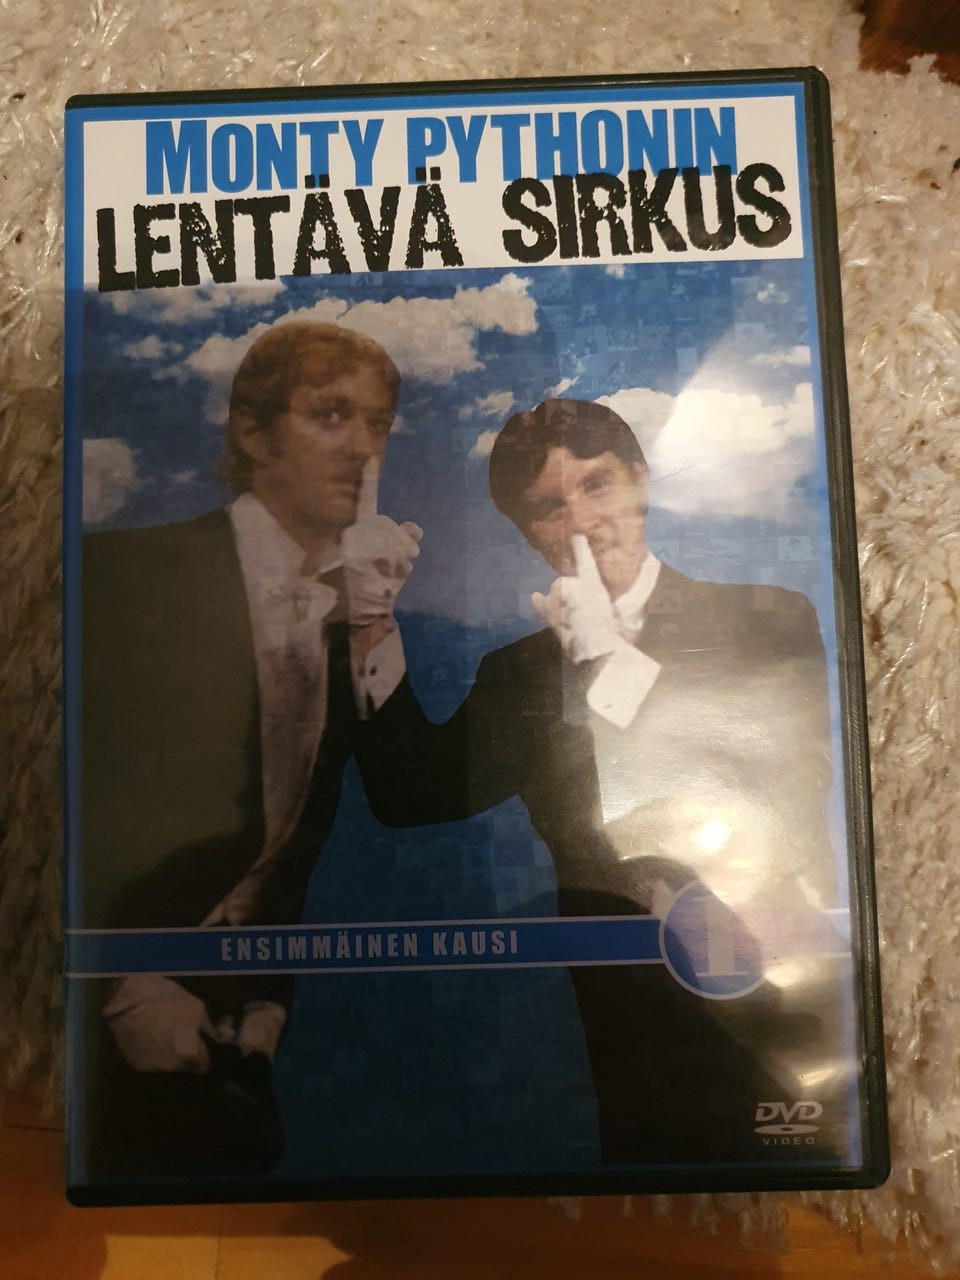 MONTY PYTHONIN
LENTÄVÄ SIRKUS
ENSIMMÄINEN KAUSI
1
DVD
VIDEO